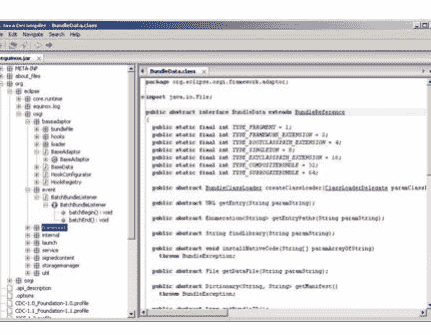 Java Decompiler - BundleData.class
Edit Navigate Search Help
equinox.jar
META-INF
about_files
org
eclipse
core.runtime
equinox.log
osgi
baseadaptor
bundlefile
hooks
loader
BaseAdaptor
BaseAdaptor
BaseData
HookConfigurator
HookRegistry
event
BatchBundleListener
BatchBundleListener
batchBegin() : void
batchEnd() : void
framework
internal
launch
service
signedcontent
storagemanager
util
osgi
.api_description
.options
CDC-1.0_Foundation-1.0.profile
CDC-1.1_Foundation-1.1.profile
BundleData.class
package org.eclipse.osgi.framework.adaptor;
import java.io.File;
public abstract interface BundleData extends BundleReference
{
public static final int TYPE_FRAGMENT = 1;
public static final int TYPE_FRAMEWORK_EXTENSION = 2;
public static final int TYPE_BOOTCLASSPATH_EXTENSION = 4;
public static final int TYPE_SINGLETON = 8;
public static final int TYPE_EXTCLASSPATH_EXTENSION = 16;
public static final int TYPE_COMPOSITEBUNDLE = 32;
public static final int TYPE_SURROGATEBUNDLE = 64;
public abstract BundleClassLoader createClassLoader(ClassLoaderDelegate paramClass
public abstract URL getEntry(String paramString);
public abstract Enumeration<String> getEntryPaths(String paramString);
public abstract String findLibrary(String paramString);
public abstract void installNativeCode(String[] paramArrayOfString)
throws BundleException;
public abstract File getDataFile(String paramString);
public abstract Dictionary<String, String> getManifest()
throws BundleException;